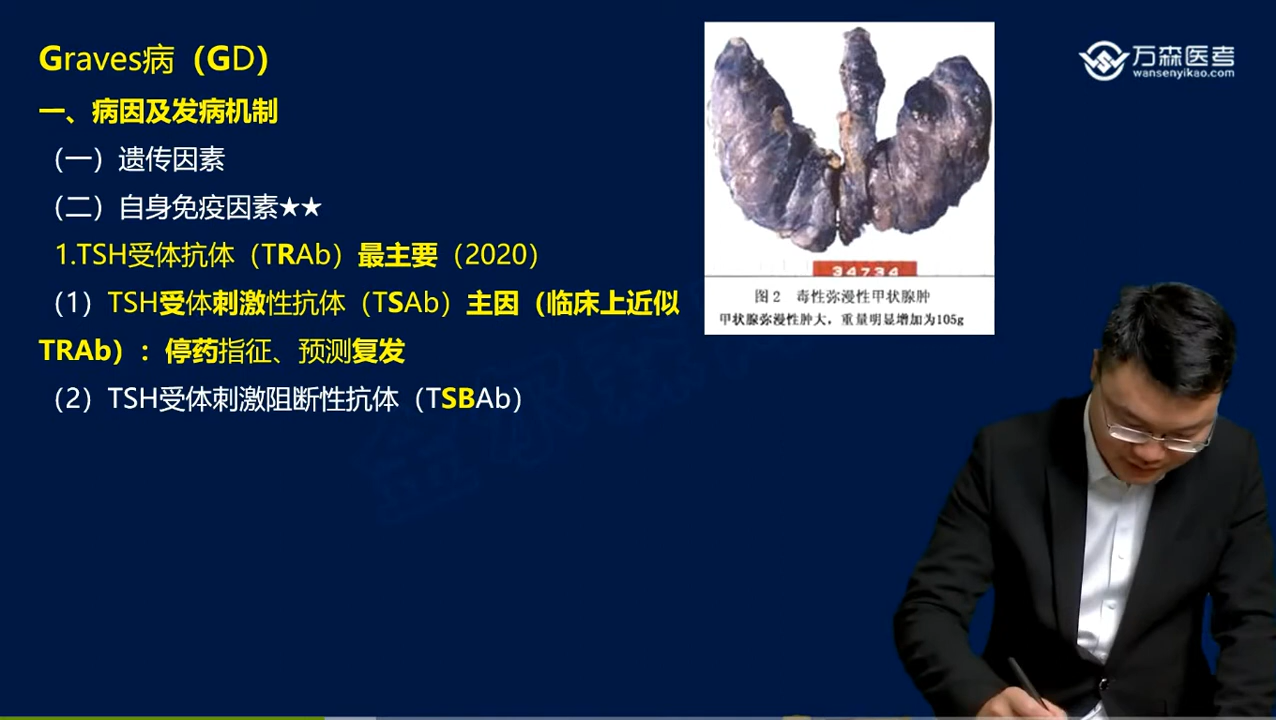 Graves病（GD）
一、病因及发病机制
（一）遗传因素
（二）自身免疫因素★★
1.TSH受体抗体（TRAb）最主要（2020）
（1）TSH受体刺激性抗体（TSAb）主因（临床上近似
TRAb）：停药指征、预测复发
（2）TSH受体刺激阻断性抗体（TSBAb）
34734
图2 毒性弥漫性甲状腺肿
甲状腺弥漫性肿大，重量明显增加为105g
万森医考
wansenyikao.com